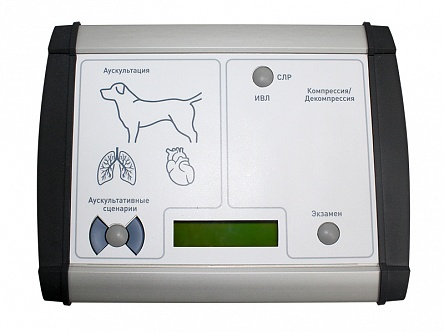 Аускультация
Аускультативные
сценарии
СЛР
ИВЛ
Компрессия/
Декомпрессия
Экзамен